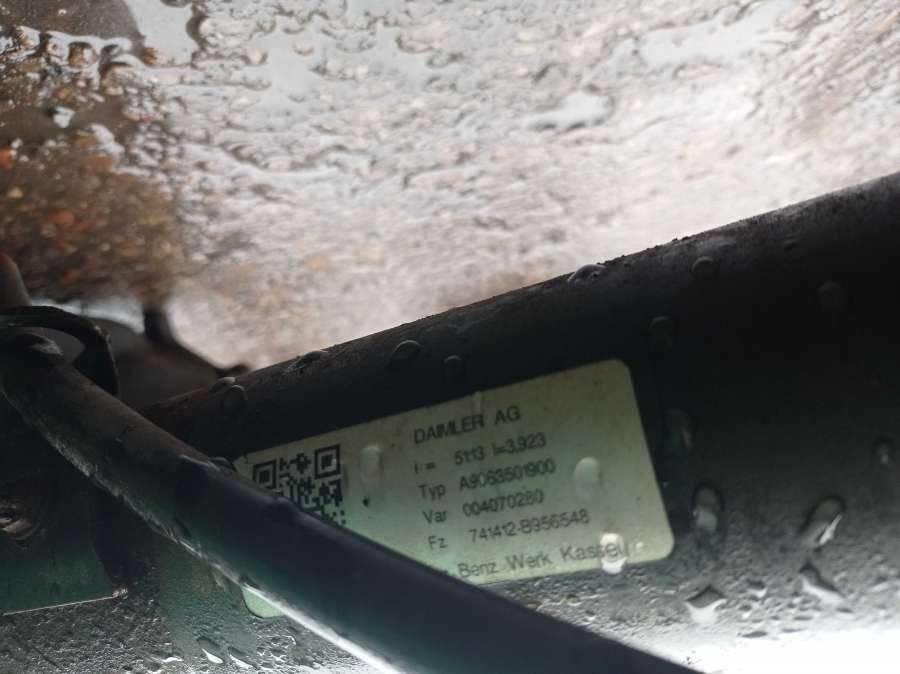 DAIMLER AG
i = 51:13 I=3,923
Typ A9063501900
Var 004070280
Fz 741412-B956548
Benz Werk Kassel